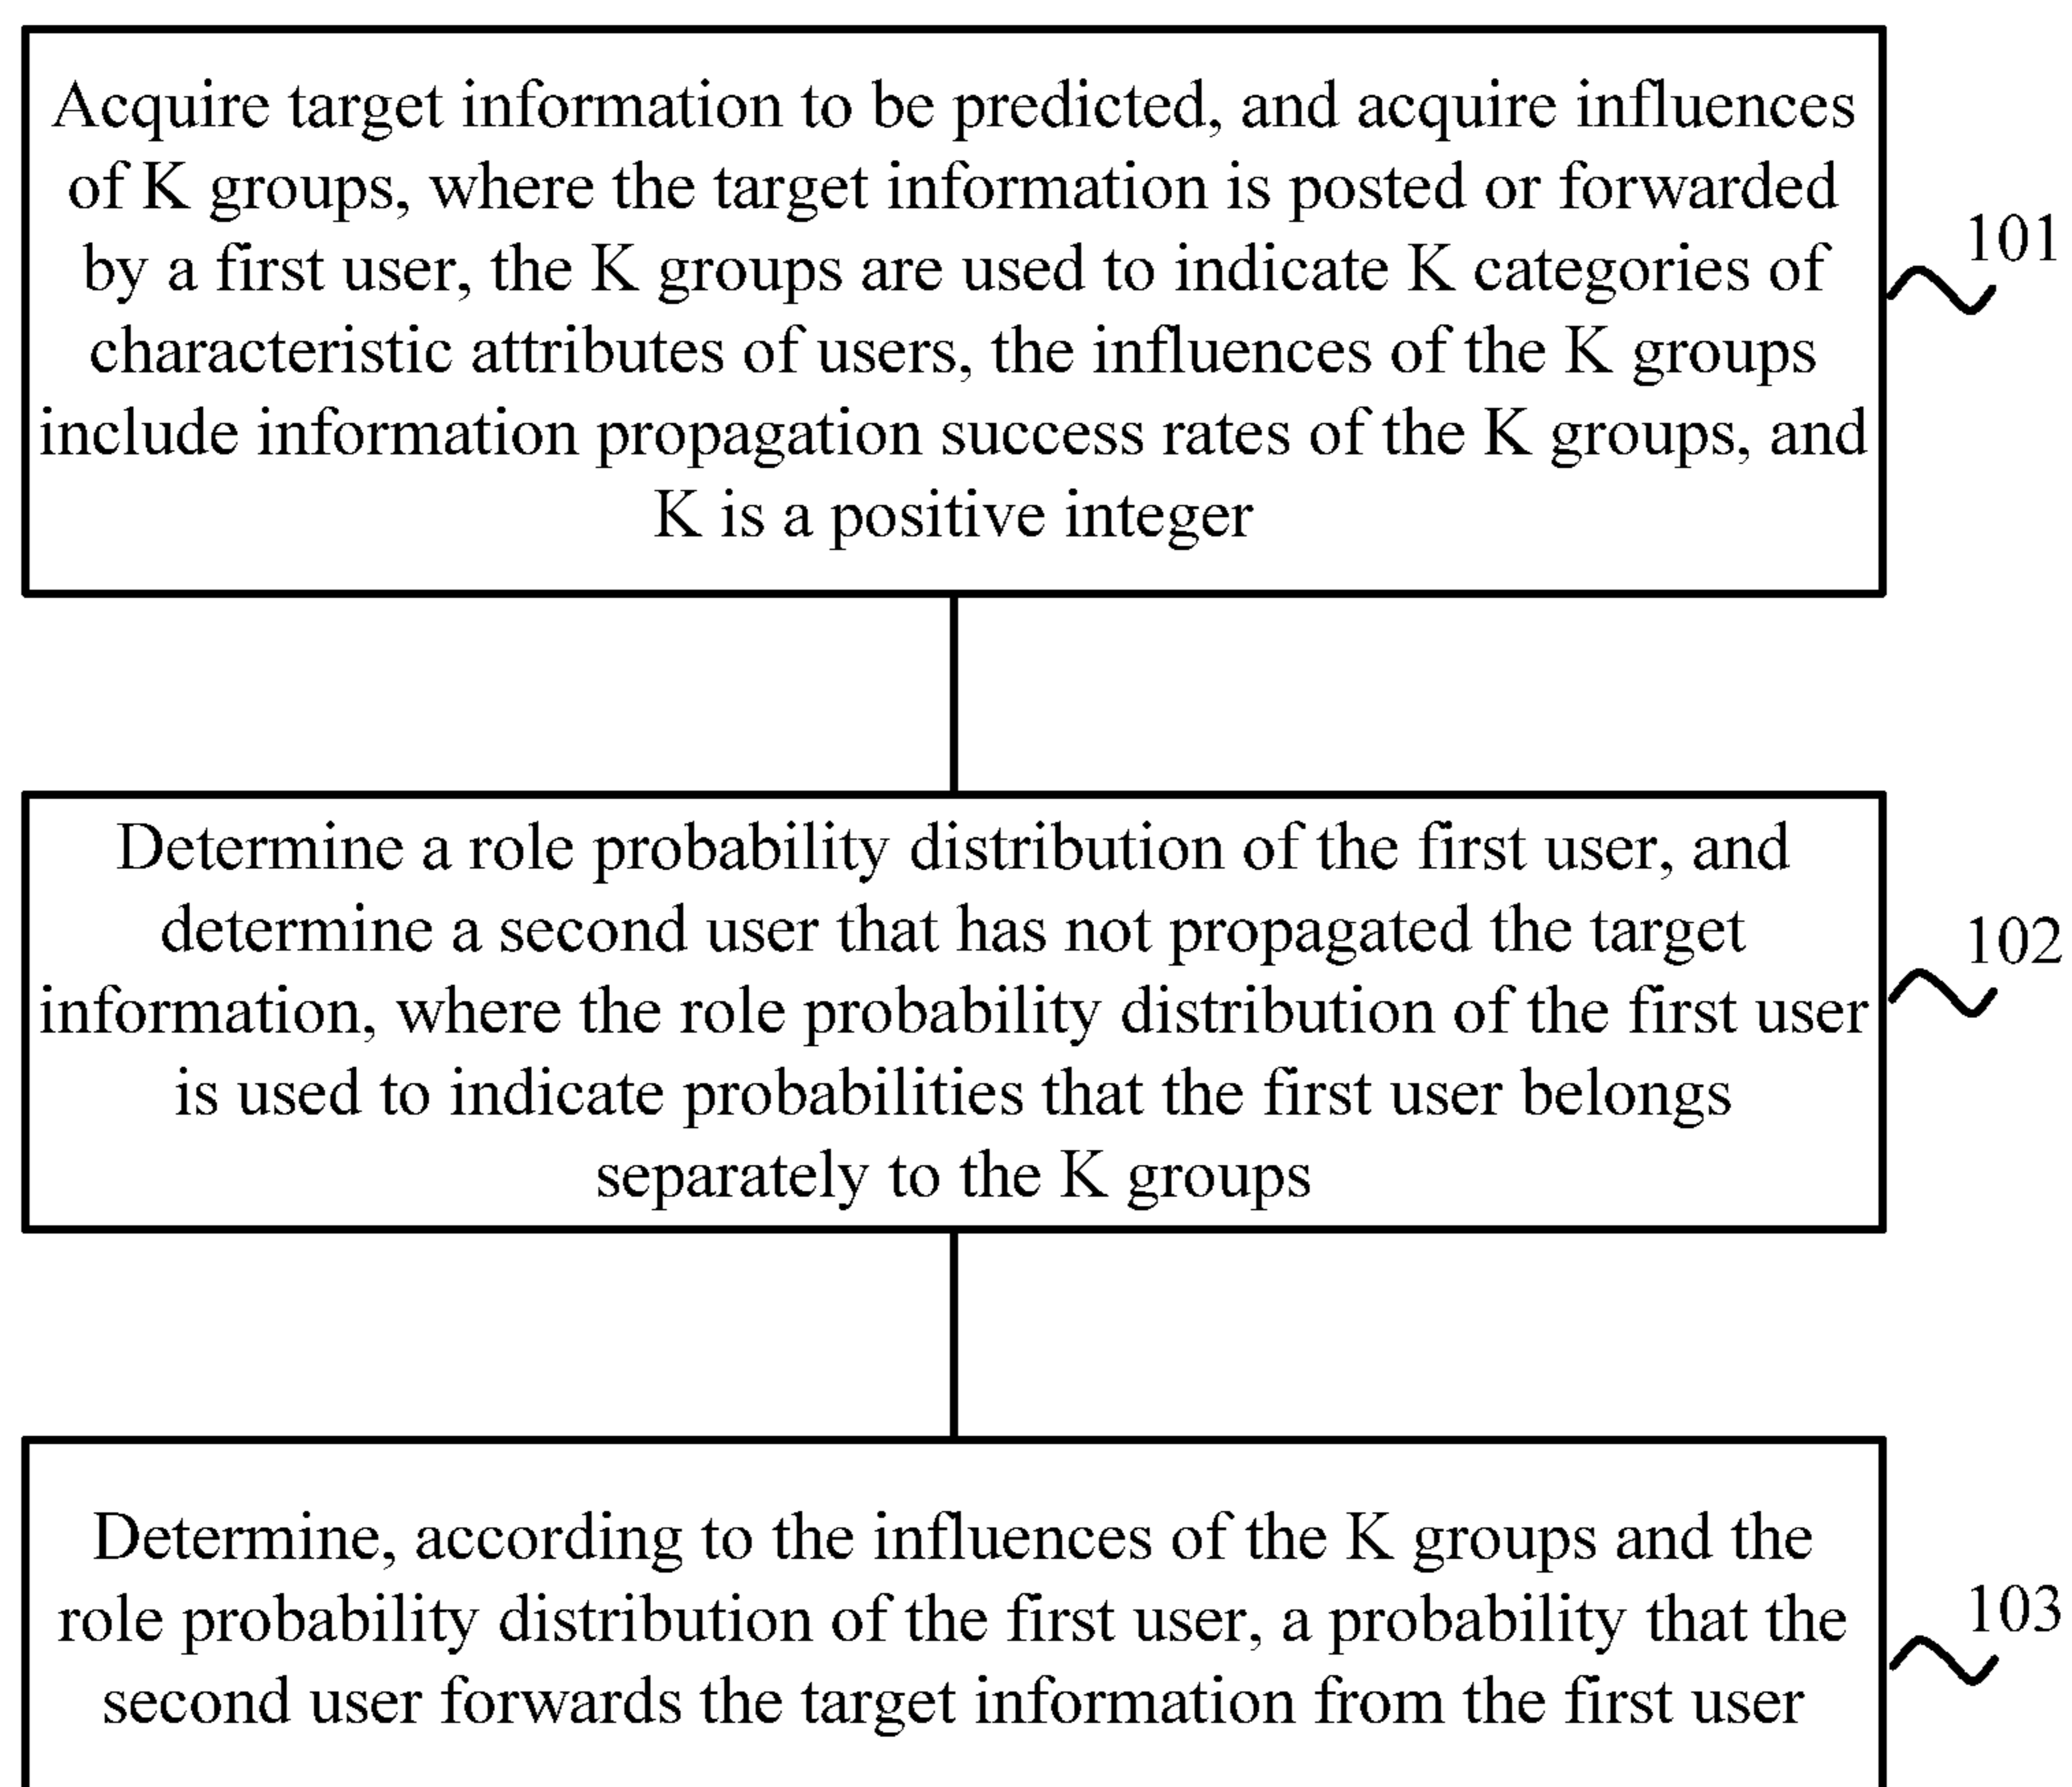 Acquire target information to be predicted, and acquire influences
of K groups, where the target information is posted or forwarded
by a first user, the K groups are used to indicate K categories of
characteristic attributes of users, the influences of the K groups
include information propagation success rates of the K groups, and
K is a positive integer
101
Determine a role probability distribution of the first user, and
determine a second user that has not propagated the target
information, where the role probability distribution of the first user
is used to indicate probabilities that the first user belongs
separately to the K groups
102
Determine, according to the influences of the K groups and the
role probability distribution of the first user, a probability that the
second user forwards the target information from the first user
103